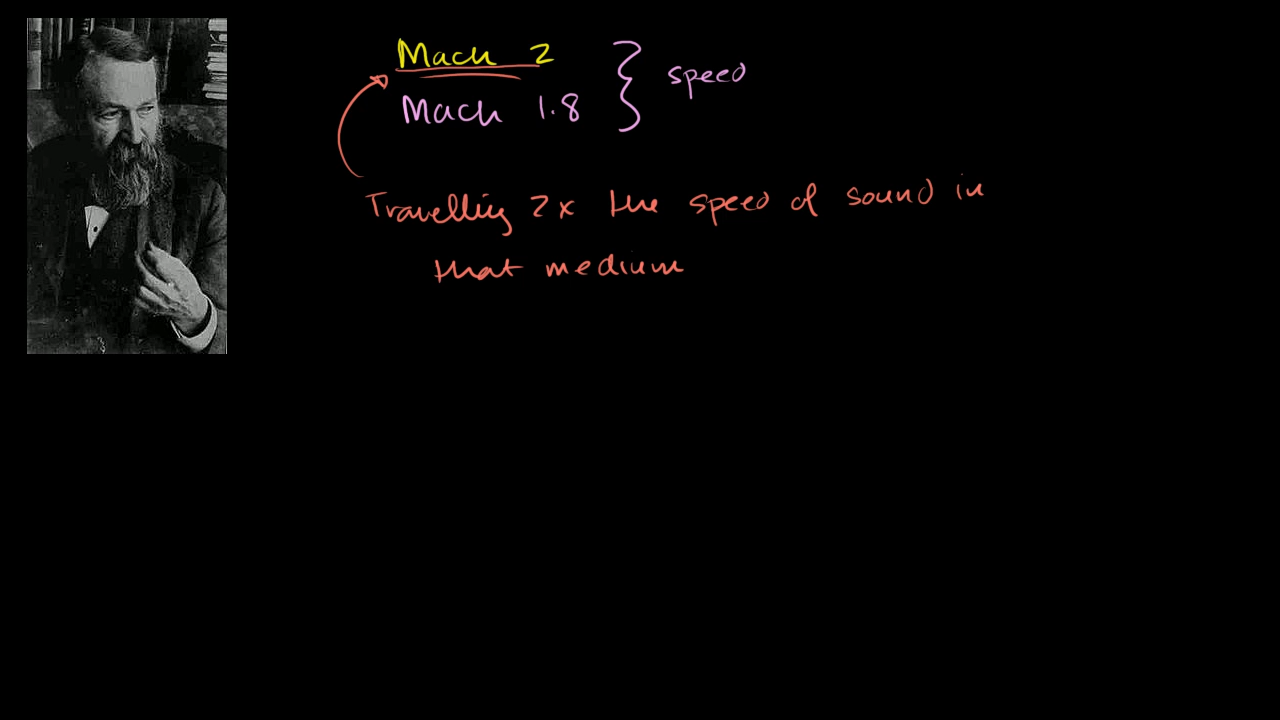 Mach 2
Mach 1.8
speed
Travelling 2x the speed of sound in
that medium